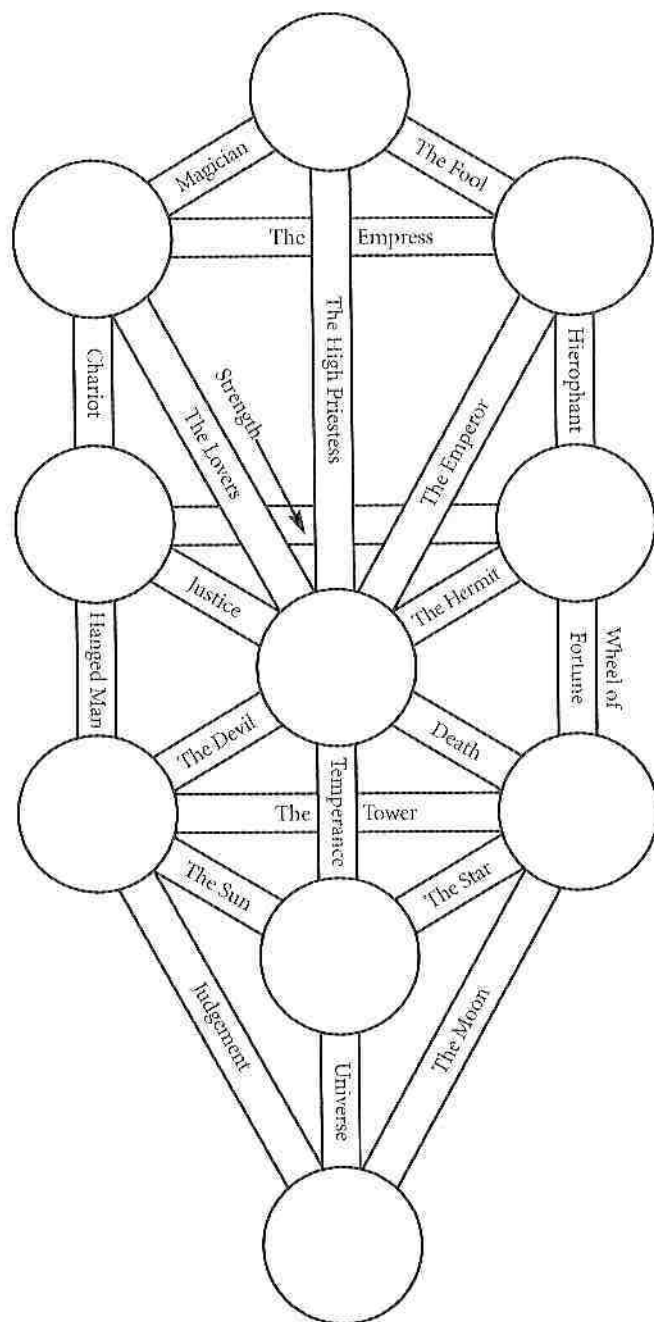 Magician
The Fool
The Empress
The High Priestess
Chariot
Hierophant
Strength
The Lovers
The Emperor
Justice
The Hermit
Hanged Man
Wheel of
Fortune
The Devil
Death
Temperance
The Tower
The Sun
The Star
Judgement
The Moon
Universe